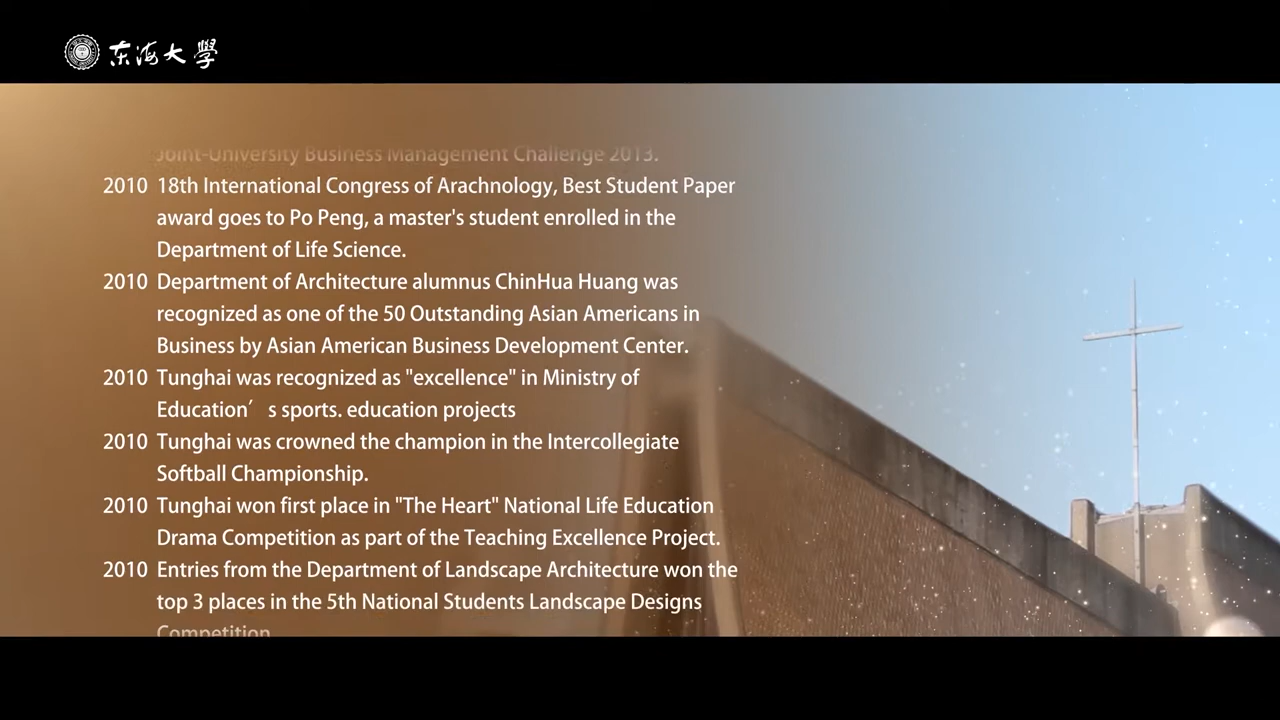 东海大學
Joint-University Business Management Challenge 2013.
2010 18th International Congress of Arachnology, Best Student Paper
award goes to Po Peng, a master's student enrolled in the
Department of Life Science.
2010 Department of Architecture alumnus ChinHua Huang was
recognized as one of the 50 Outstanding Asian Americans in
Business by Asian American Business Development Center.
2010 Tunghai was recognized as "excellence" in Ministry of
Education′ s sports. education projects
2010 Tunghai was crowned the champion in the Intercollegiate
Softball Championship.
2010 Tunghai won first place in "The Heart" National Life Education
Drama Competition as part of the Teaching Excellence Project.
2010 Entries from the Department of Landscape Architecture won the
top 3 places in the 5th National Students Landscape Designs
Competition